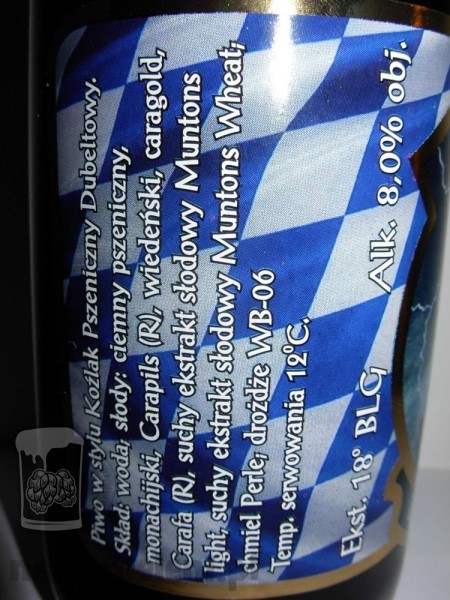 Piwo w stylu Koźlak Pszeniczny Dubeltowy.
Skład: woda, słody: ciemny pszeniczny,
monachijski, Carapils (R), wiedeński, caragold,
Carafa (R), suchy ekstrakt słodowy Muntons
light, suchy ekstrakt słodowy Muntons Wheat,
chmiel Perle, drożdże WB-06
Temp. serwowania 12°C.
Ekst. 18° BLG Alk. 8,0% obj.